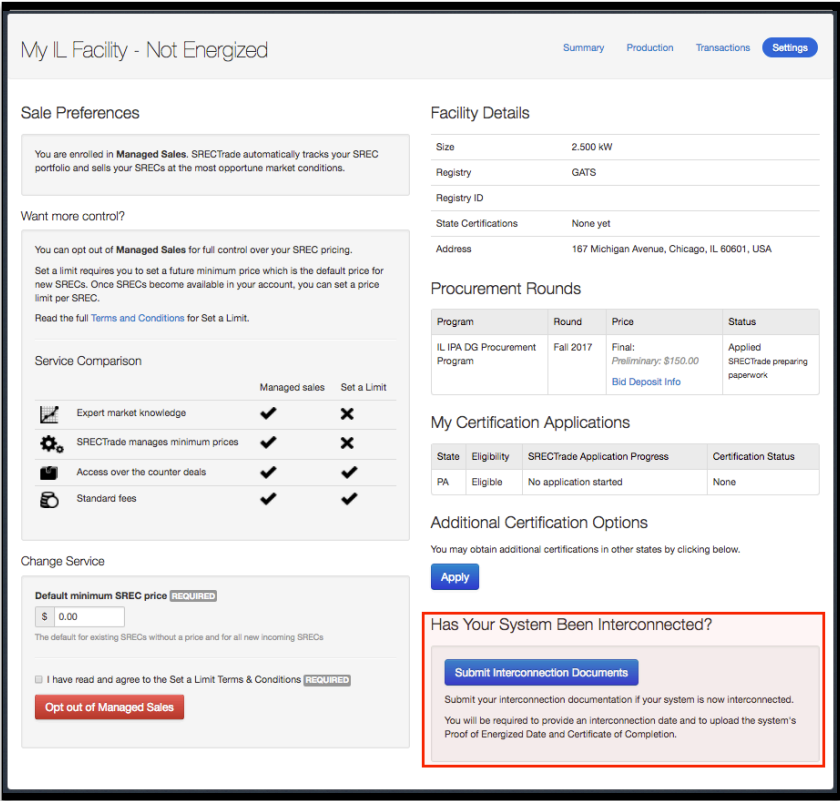 My IL Facility - Not Energized
Summary Production Transactions Settings
Sale Preferences
You are enrolled in Managed Sales. SRECTrade automatically tracks your SREC
portfolio and sells your SRECs at the most opportune market conditions.
Want more control?
You can opt out of Managed Sales for full control over your SREC pricing.
Set a limit requires you to set a future minimum price which is the default price for
new SRECs. Once SRECs become available in your account, you can set a price
limit per SREC.
Read the full Terms and Conditions for Set a Limit.
Service Comparison
Managed sales Set a Limit
Expert market knowledge
SRECTrade manages minimum prices
Access over the counter deals
Standard fees
Change Service
Default minimum SREC price REQUIRED
$ 0.00
The default for existing SRECs without a price and for all new incoming SRECs
I have read and agree to the Set a Limit Terms & Conditions REQUIRED
Opt out of Managed Sales
Facility Details
Size 2.500 kW
Registry GATS
Registry ID
State Certifications None yet
Address 167 Michigan Avenue, Chicago, IL 60601, USA
Procurement Rounds
Program Round Price Status
IL IPA DG Procurement Fall 2017 Final: Applied
Program Preliminary: $150.00 SRECTrade preparing
paperwork
Bid Deposit Info
My Certification Applications
State Eligibility SRECTrade Application Progress Certification Status
PA Eligible No application started None
Additional Certification Options
You may obtain additional certifications in other states by clicking below.
Apply
Has Your System Been Interconnected?
Submit Interconnection Documents
Submit your interconnection documentation if your system is now interconnected.
You will be required to provide an interconnection date and to upload the system's
Proof of Energized Date and Certificate of Completion.